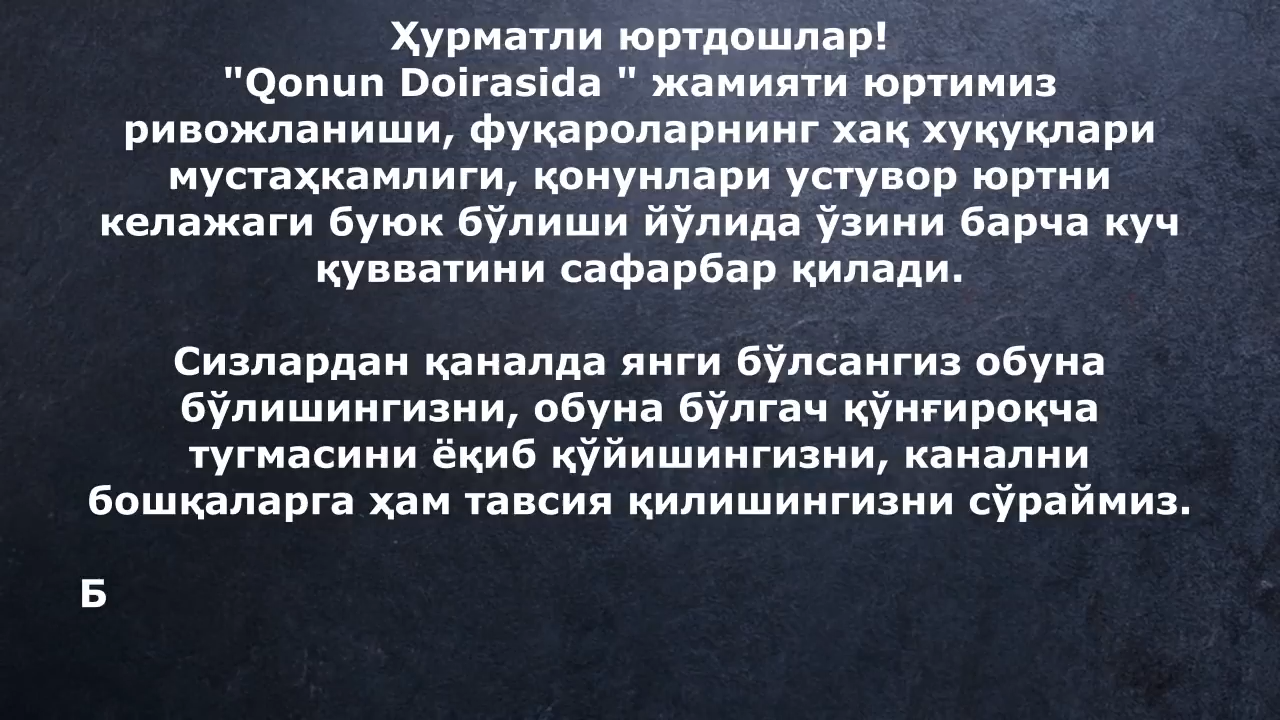 Ҳурматли юртдошлар!
"Qonun Doirasida " жамияти юртимиз
ривожланиши, фуқароларнинг хақ хуқуқлари
мустаҳкамлиги, қонунлари устувор юртни
келажаги буюк бўлиши йўлида ўзини барча куч
қувватини сафарбар қилади.
Сизлардан қаналда янги бўлсангиз обуна
бўлишингизни, обуна бўлгач қўнғироқча
тугмасини ёқиб қўйишингизни, канални
бошқаларга ҳам тавсия қилишингизни сўраймиз.
Б